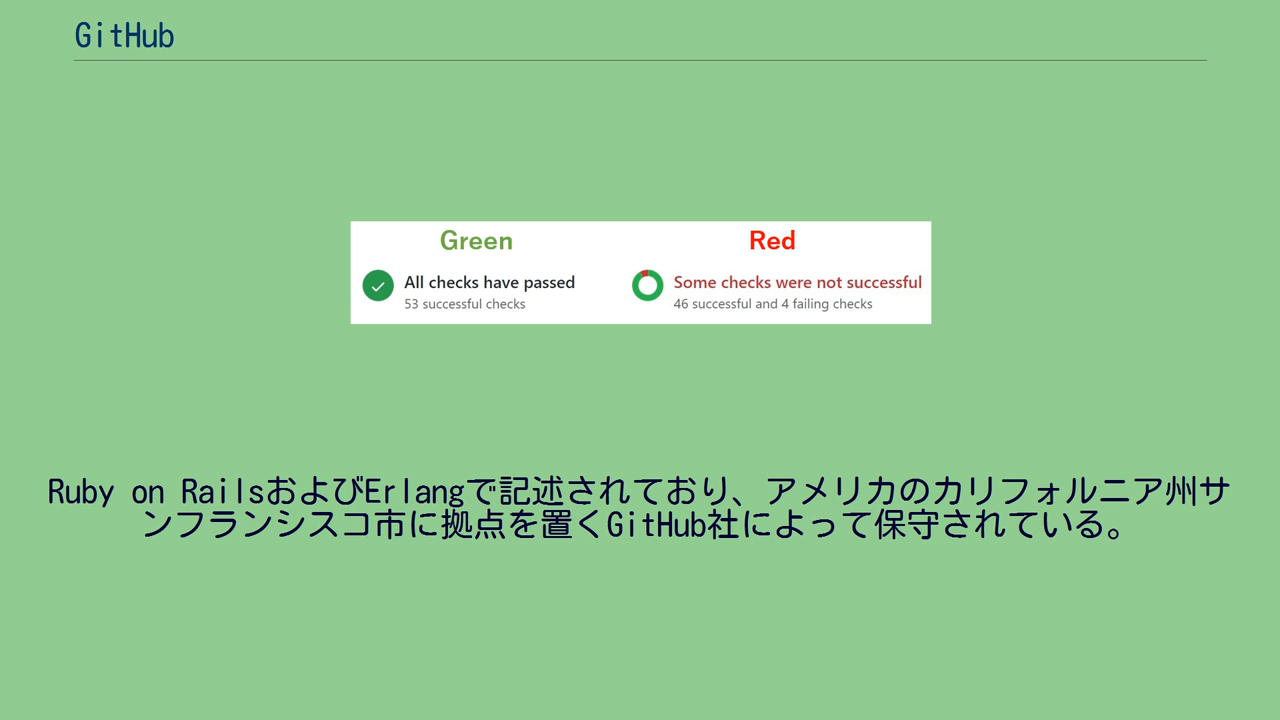 GitHub
Green
Red
All checks have passed
53 successful checks
Some checks were not successful
46 successful and 4 failing checks
Ruby on RailsおよびErlangで記述されており、アメリカのカリフォルニア州サ
ンフランシスコ市に拠点を置くGitHub社によって保守されている。